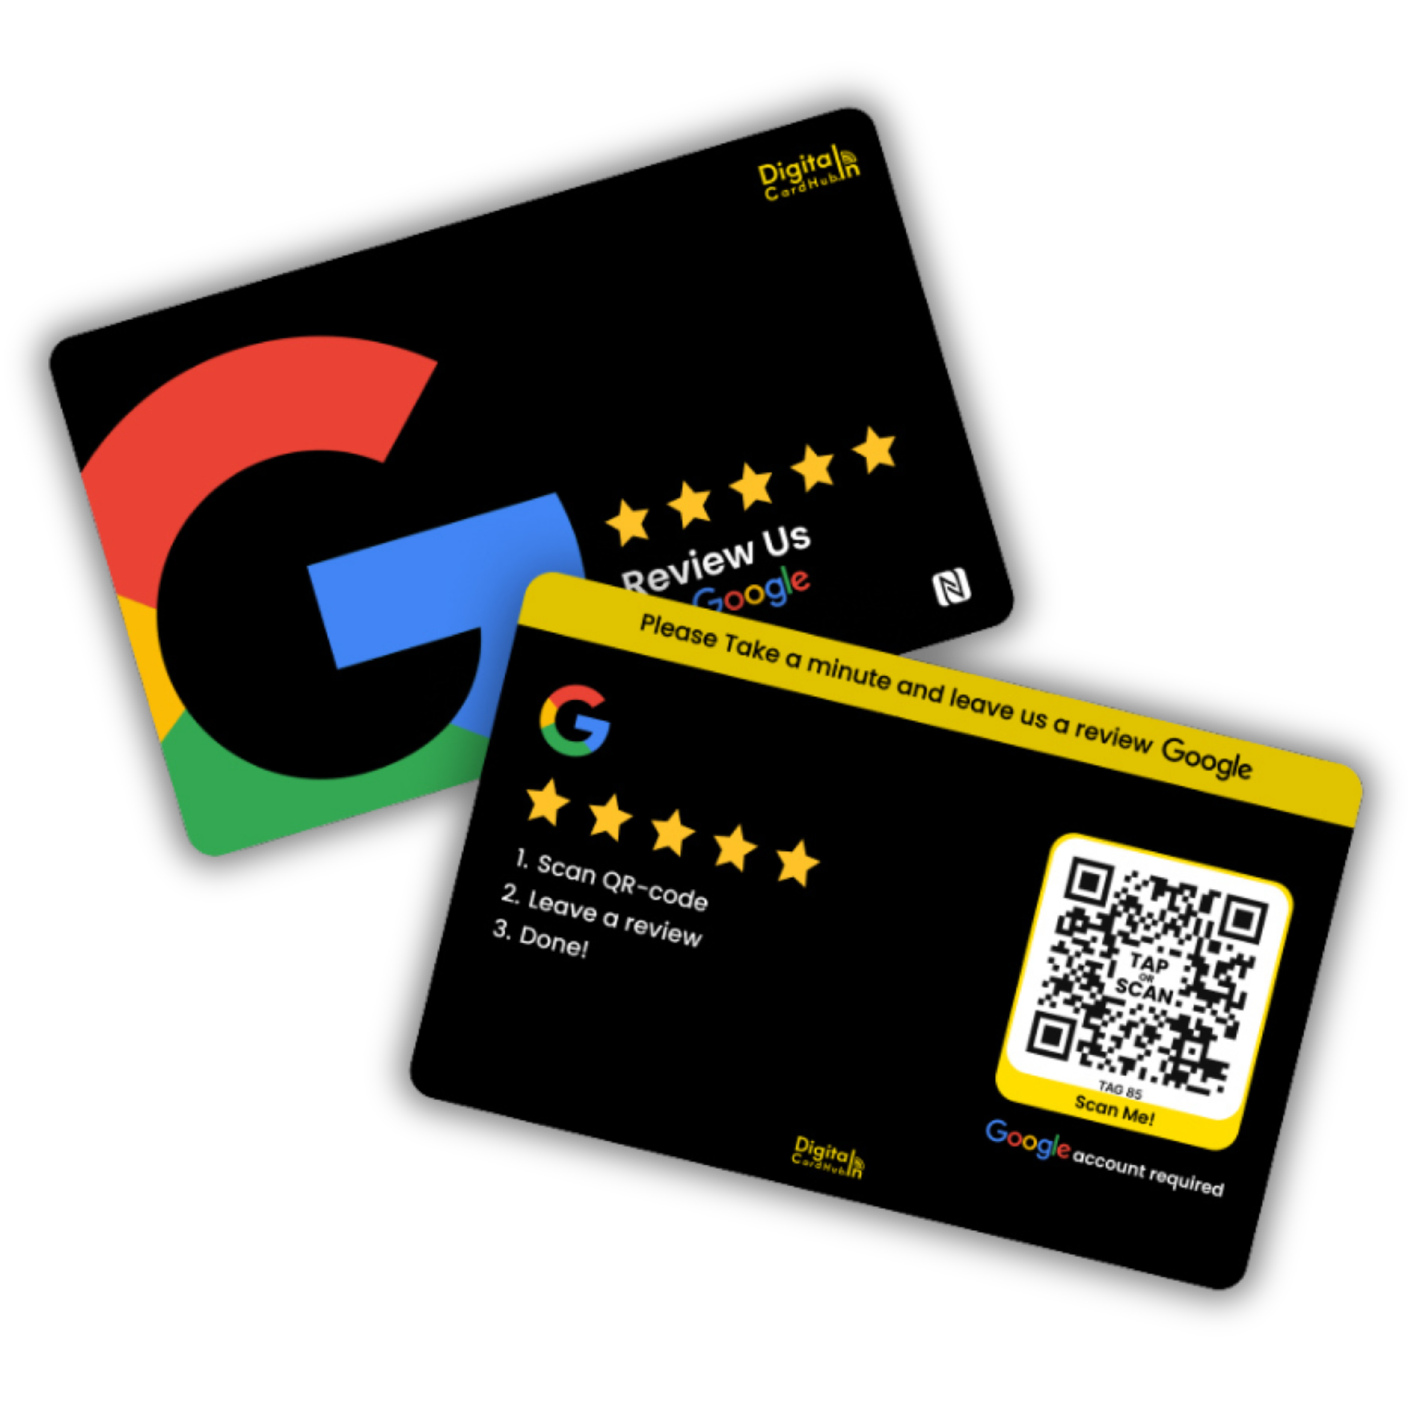 Digital In
CardHub
Review Us
Google
Please Take a minute and leave us a review Google
1. Scan QR-code
2. Leave a review
3. Done!
TAP
OR
SCAN
TAG 85
Scan Me!
Google account required
Digital In
CardHub